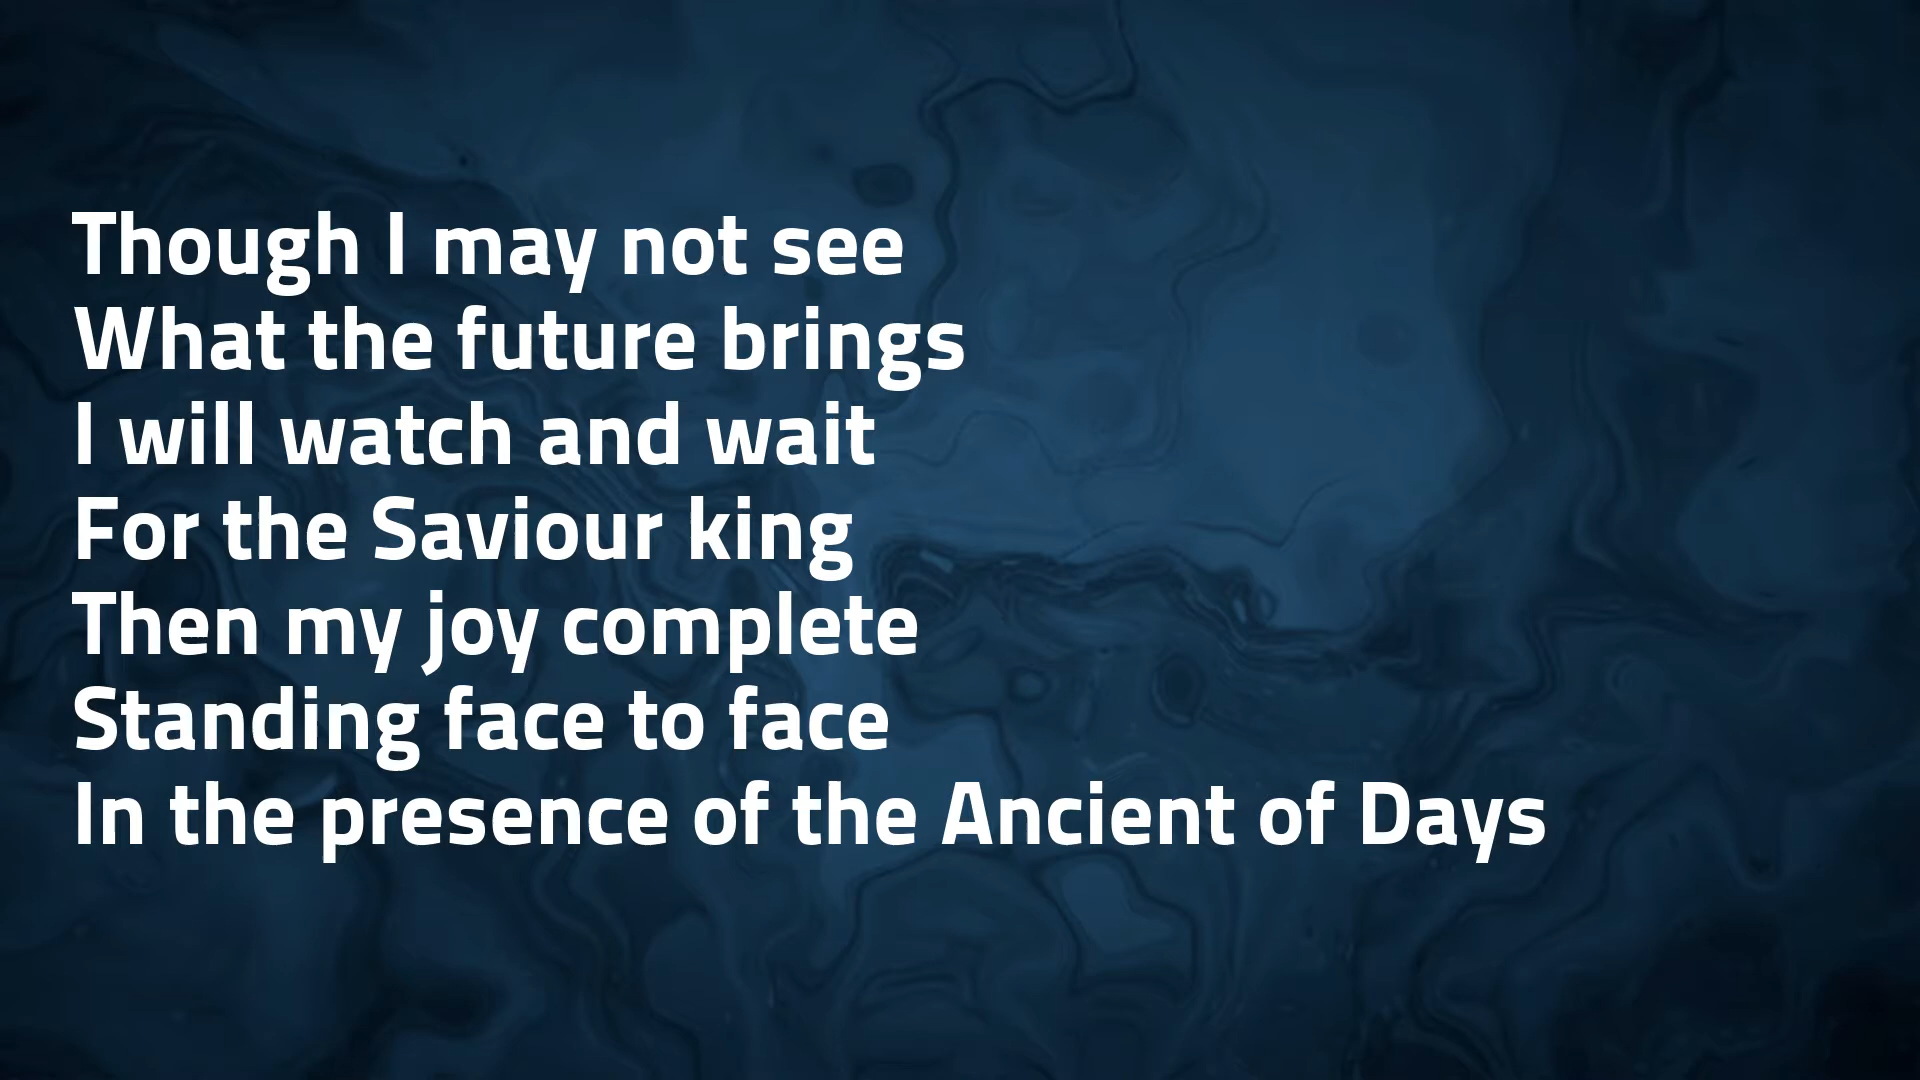 Though I may not see
What the future brings
I will watch and wait
For the Saviour king
Then my joy complete
Standing face to face
In the presence of the Ancient of Days